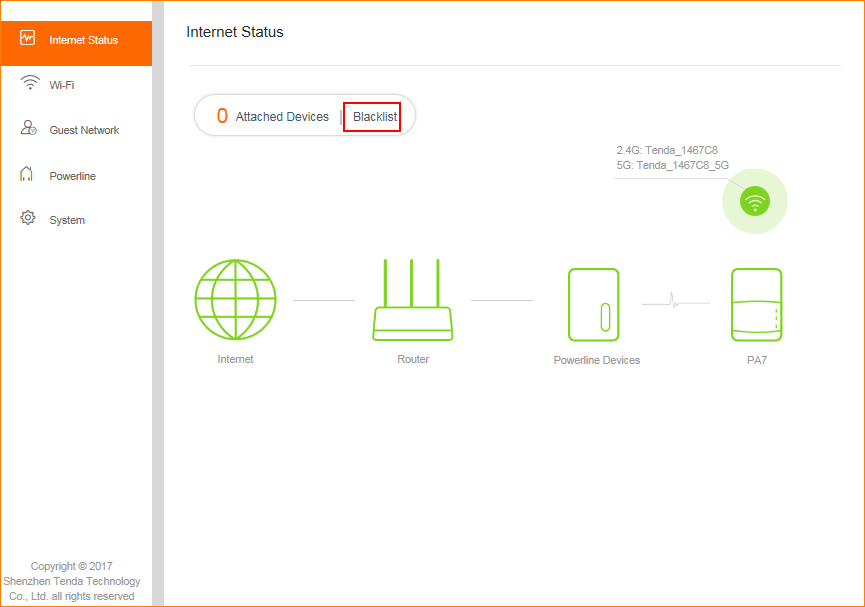 Internet Status
Wi-Fi
Guest Network
Powerline
System
Copyright © 2017
Shenzhen Tenda Technology
Co., Ltd. all rights reserved
Internet Status
0 Attached Devices | Blacklist
2.4G: Tenda_1467C8
5G: Tenda_1467C8_5G
Internet
Router
Powerline Devices
PA7